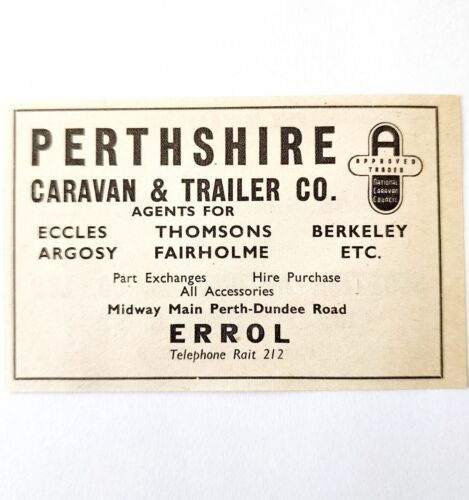 PERTHSHIRE
CARAVAN & TRAILER CO.
A
APPROVED
TRADER
NATIONAL
CARAVAN
COUNCIL
AGENTS FOR
ECCLES THOMSONS BERKELEY
ARGOSY FAIRHOLME ETC.
Part Exchanges Hire Purchase
All Accessories
Midway Main Perth-Dundee Road
ERROL
Telephone Rait 212